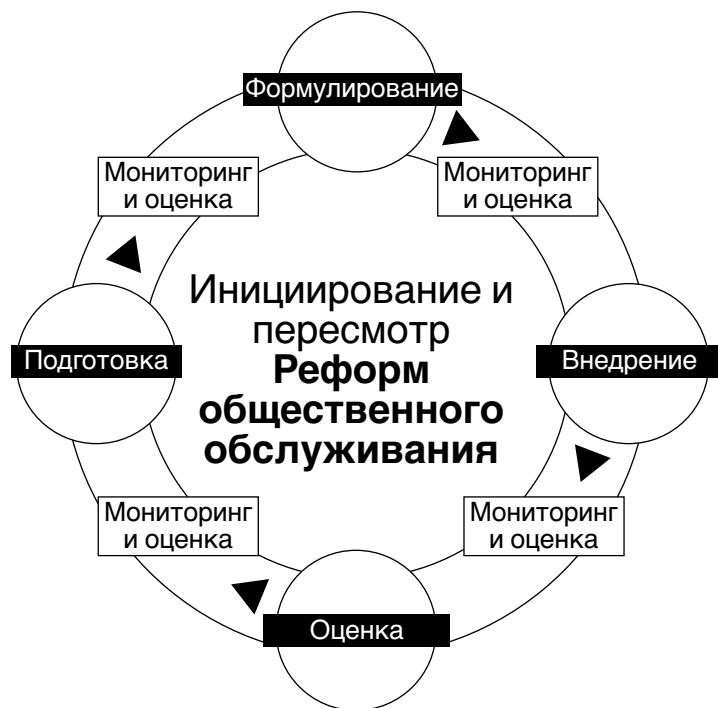 Формулирование
Мониторинг
и оценка
Мониторинг
и оценка
Инициирование и
пересмотр
Реформ
общественного
обслуживания
Подготовка
Внедрение
Мониторинг
и оценка
Мониторинг
и оценка
Оценка